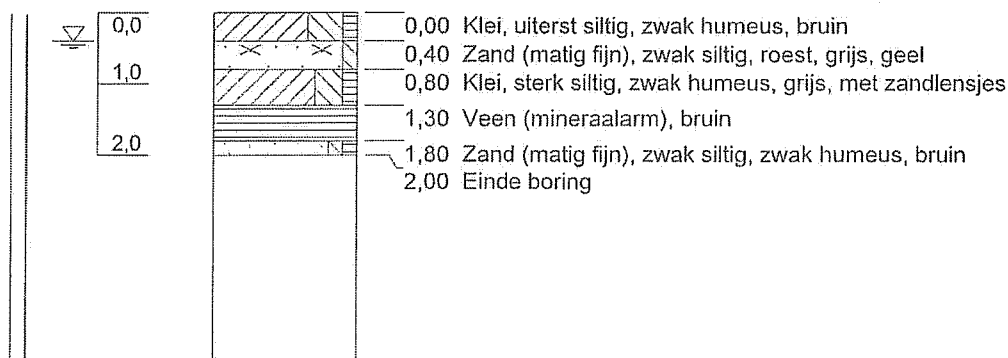 0,0
1,0
2,0
0,00 Klei, uiterst siltig, zwak humeus, bruin
0,40 Zand (matig fijn), zwak siltig, roest, grijs, geel
0,80 Klei, sterk siltig, zwak humeus, grijs, met zandlensjes
1,30 Veen (mineraalarm), bruin
1,80 Zand (matig fijn), zwak siltig, zwak humeus, bruin
2,00 Einde boring